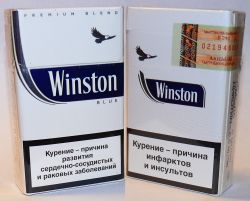 PREMIUM BLEND
Winston
BLUE
Курение – причина
развития
сердечно-сосудистых
и раковых заболеваний
Winston
Курение – причина
инфарктов
и инсультов